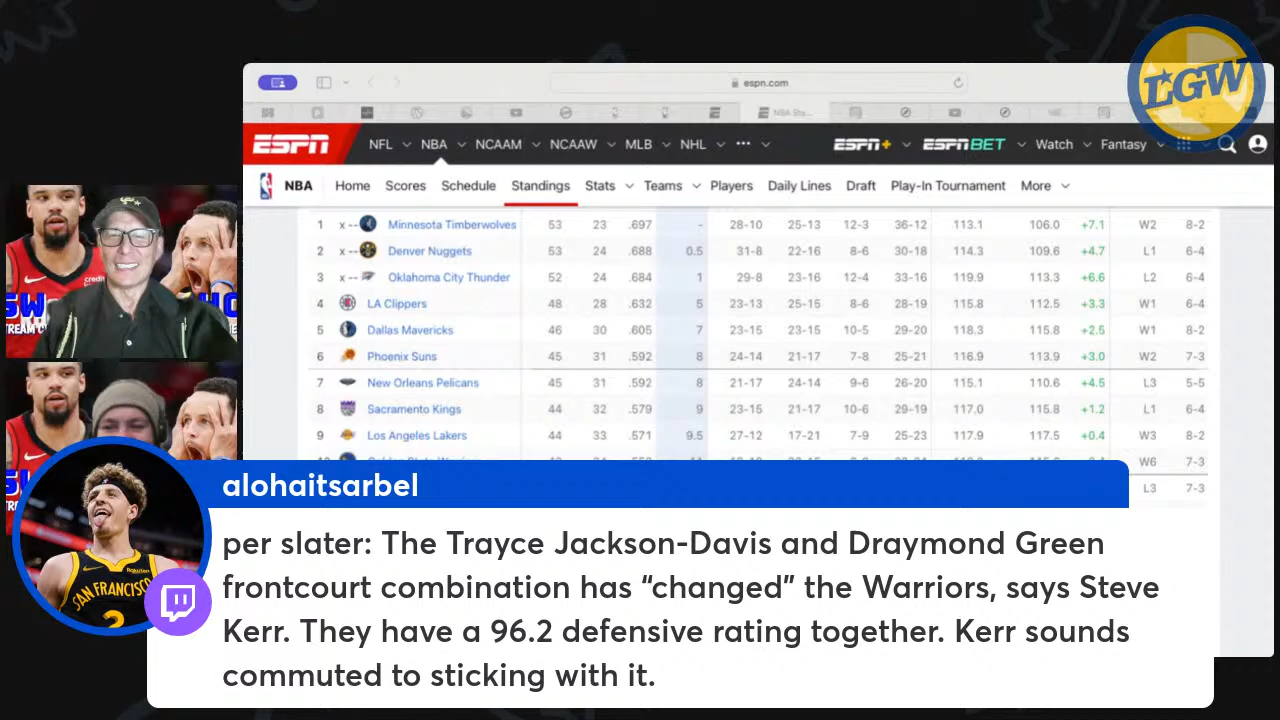 LGW
espn.com
NBA Sta...
ESPN NFL NBA NCAAM NCAAW MLB NHL ••• ESPN+ ESPN BET Watch Fantasy
NBA Home Scores Schedule Standings Stats Teams Players Daily Lines Draft Play-In Tournament More
1 x -- Minnesota Timberwolves 53 23 .697 - 28-10 25-13 12-3 36-12 113.1 106.0 +7.1 W2 8-2
2 x -- Denver Nuggets 53 24 .688 0.5 31-8 22-16 8-6 30-18 114.3 109.6 +4.7 L1 6-4
3 x -- Oklahoma City Thunder 52 24 .684 1 29-8 23-16 12-4 33-16 119.9 113.3 +6.6 L2 6-4
4 LA Clippers 48 28 .632 5 23-13 25-15 8-6 28-19 115.8 112.5 +3.3 W1 6-4
5 Dallas Mavericks 46 30 .605 7 23-15 23-15 10-5 29-20 118.3 115.8 +2.5 W1 8-2
6 Phoenix Suns 45 31 .592 8 24-14 21-17 7-8 25-21 116.9 113.9 +3.0 W2 7-3
7 New Orleans Pelicans 45 31 .592 8 21-17 24-14 9-6 26-20 115.1 110.6 +4.5 L3 5-5
8 Sacramento Kings 44 32 .579 9 23-15 21-17 10-6 29-19 117.0 115.8 +1.2 L1 6-4
9 Los Angeles Lakers 44 33 .571 9.5 27-12 17-21 7-9 25-23 117.9 117.5 +0.4 W3 8-2
W6 7-3
L3 7-3
alohaitsarbel
per slater: The Trayce Jackson-Davis and Draymond Green
frontcourt combination has “changed” the Warriors, says Steve
Kerr. They have a 96.2 defensive rating together. Kerr sounds
commuted to sticking with it.
Rakuten
SAN FRANCISCO
2